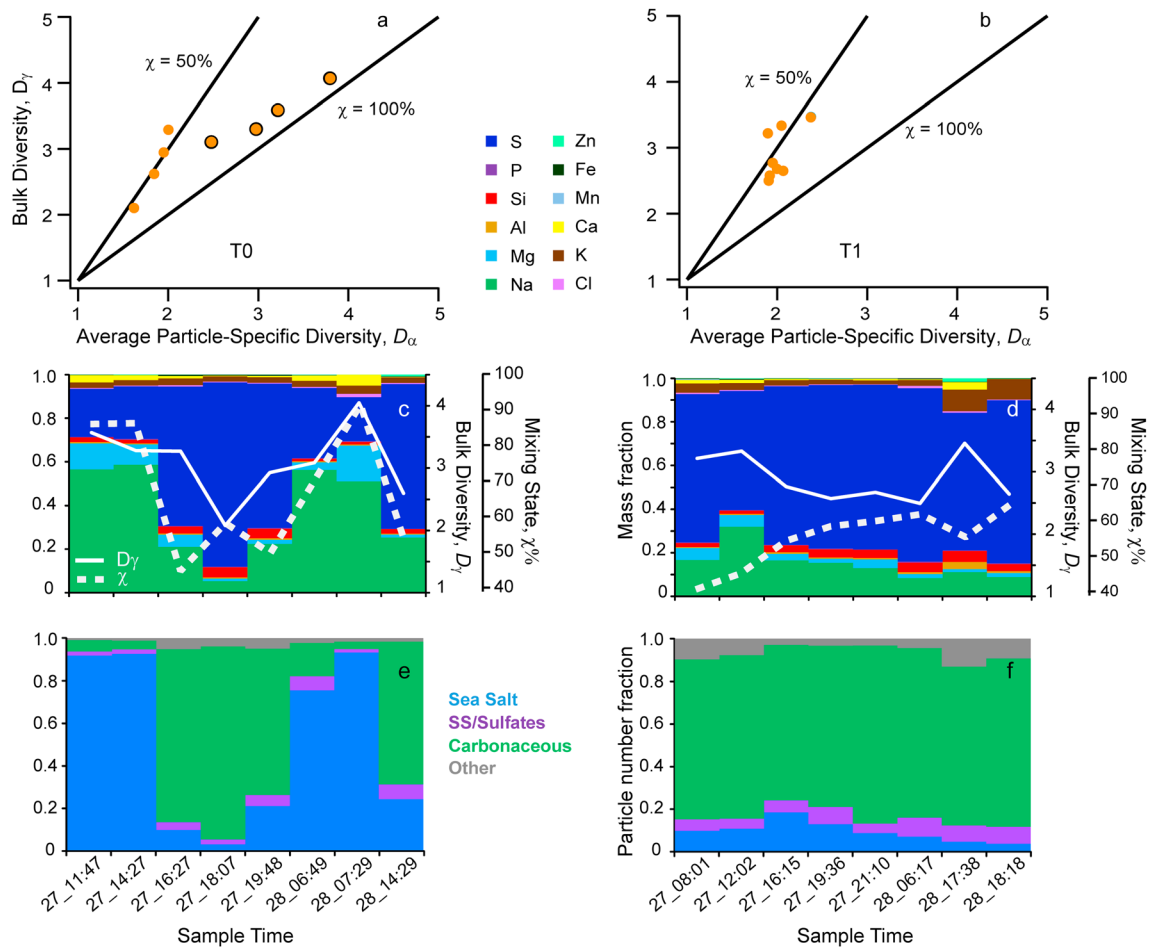 5
4
3
2
1
Bulk Diversity, Dγ
a
χ = 50%
χ = 100%
T0
1
2
3
4
5
Average Particle-Specific Diversity, Dα
S
P
Si
Al
Mg
Na
Zn
Fe
Mn
Ca
K
Cl
5
4
3
2
1
b
χ = 50%
χ = 100%
T1
1
2
3
4
5
Average Particle-Specific Diversity, Dα
1.0
0.8
0.6
0.4
0.2
0
c
Dγ
χ
4
3
2
1
Bulk Diversity, Dγ
100
90
80
70
60
50
40
Mixing State, χ%
Mass fraction
1.0
0.8
0.6
0.4
0.2
0
d
4
3
2
1
Bulk Diversity, Dγ
100
90
80
70
60
50
40
Mixing State, χ%
1.0
0.8
0.6
0.4
0.2
0
e
27_11:47
27_14:27
27_16:27
27_18:07
27_19:48
28_06:49
28_07:29
28_14:29
Sample Time
Sea Salt
SS/Sulfates
Carbonaceous
Other
Particle number fraction
1.0
0.8
0.6
0.4
0.2
0
f
27_08:01
27_12:02
27_16:15
27_19:36
27_21:10
28_06:17
28_17:38
28_18:18
Sample Time